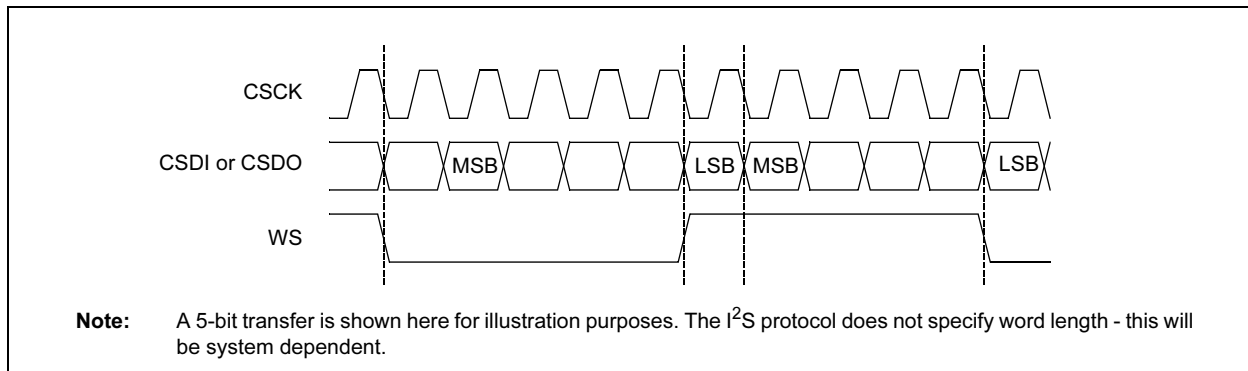 CSCK
CSDI or CSDO MSB LSB MSB LSB
WS
Note: A 5-bit transfer is shown here for illustration purposes. The I²S protocol does not specify word length - this will
be system dependent.